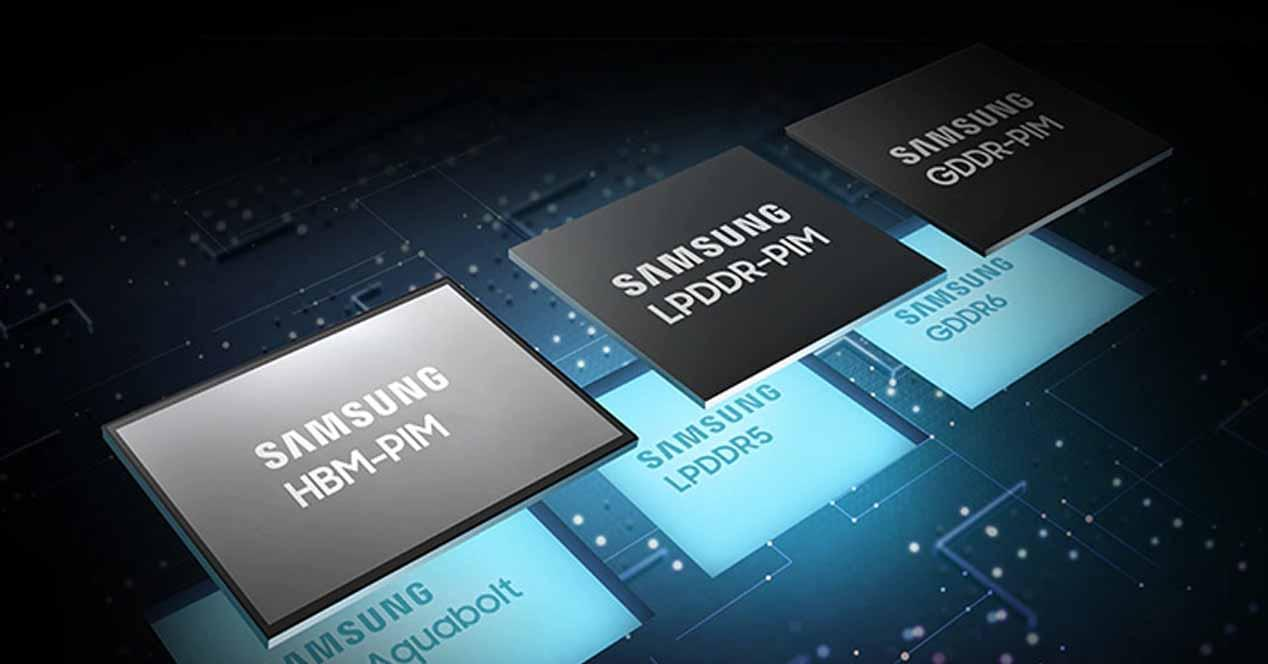 SAMSUNG
HBM-PIM
SAMSUNG
Aquabolt
SAMSUNG
LPDDR-PIM
SAMSUNG
LPDDR5
SAMSUNG
GDDR-PIM
SAMSUNG
GDDR6